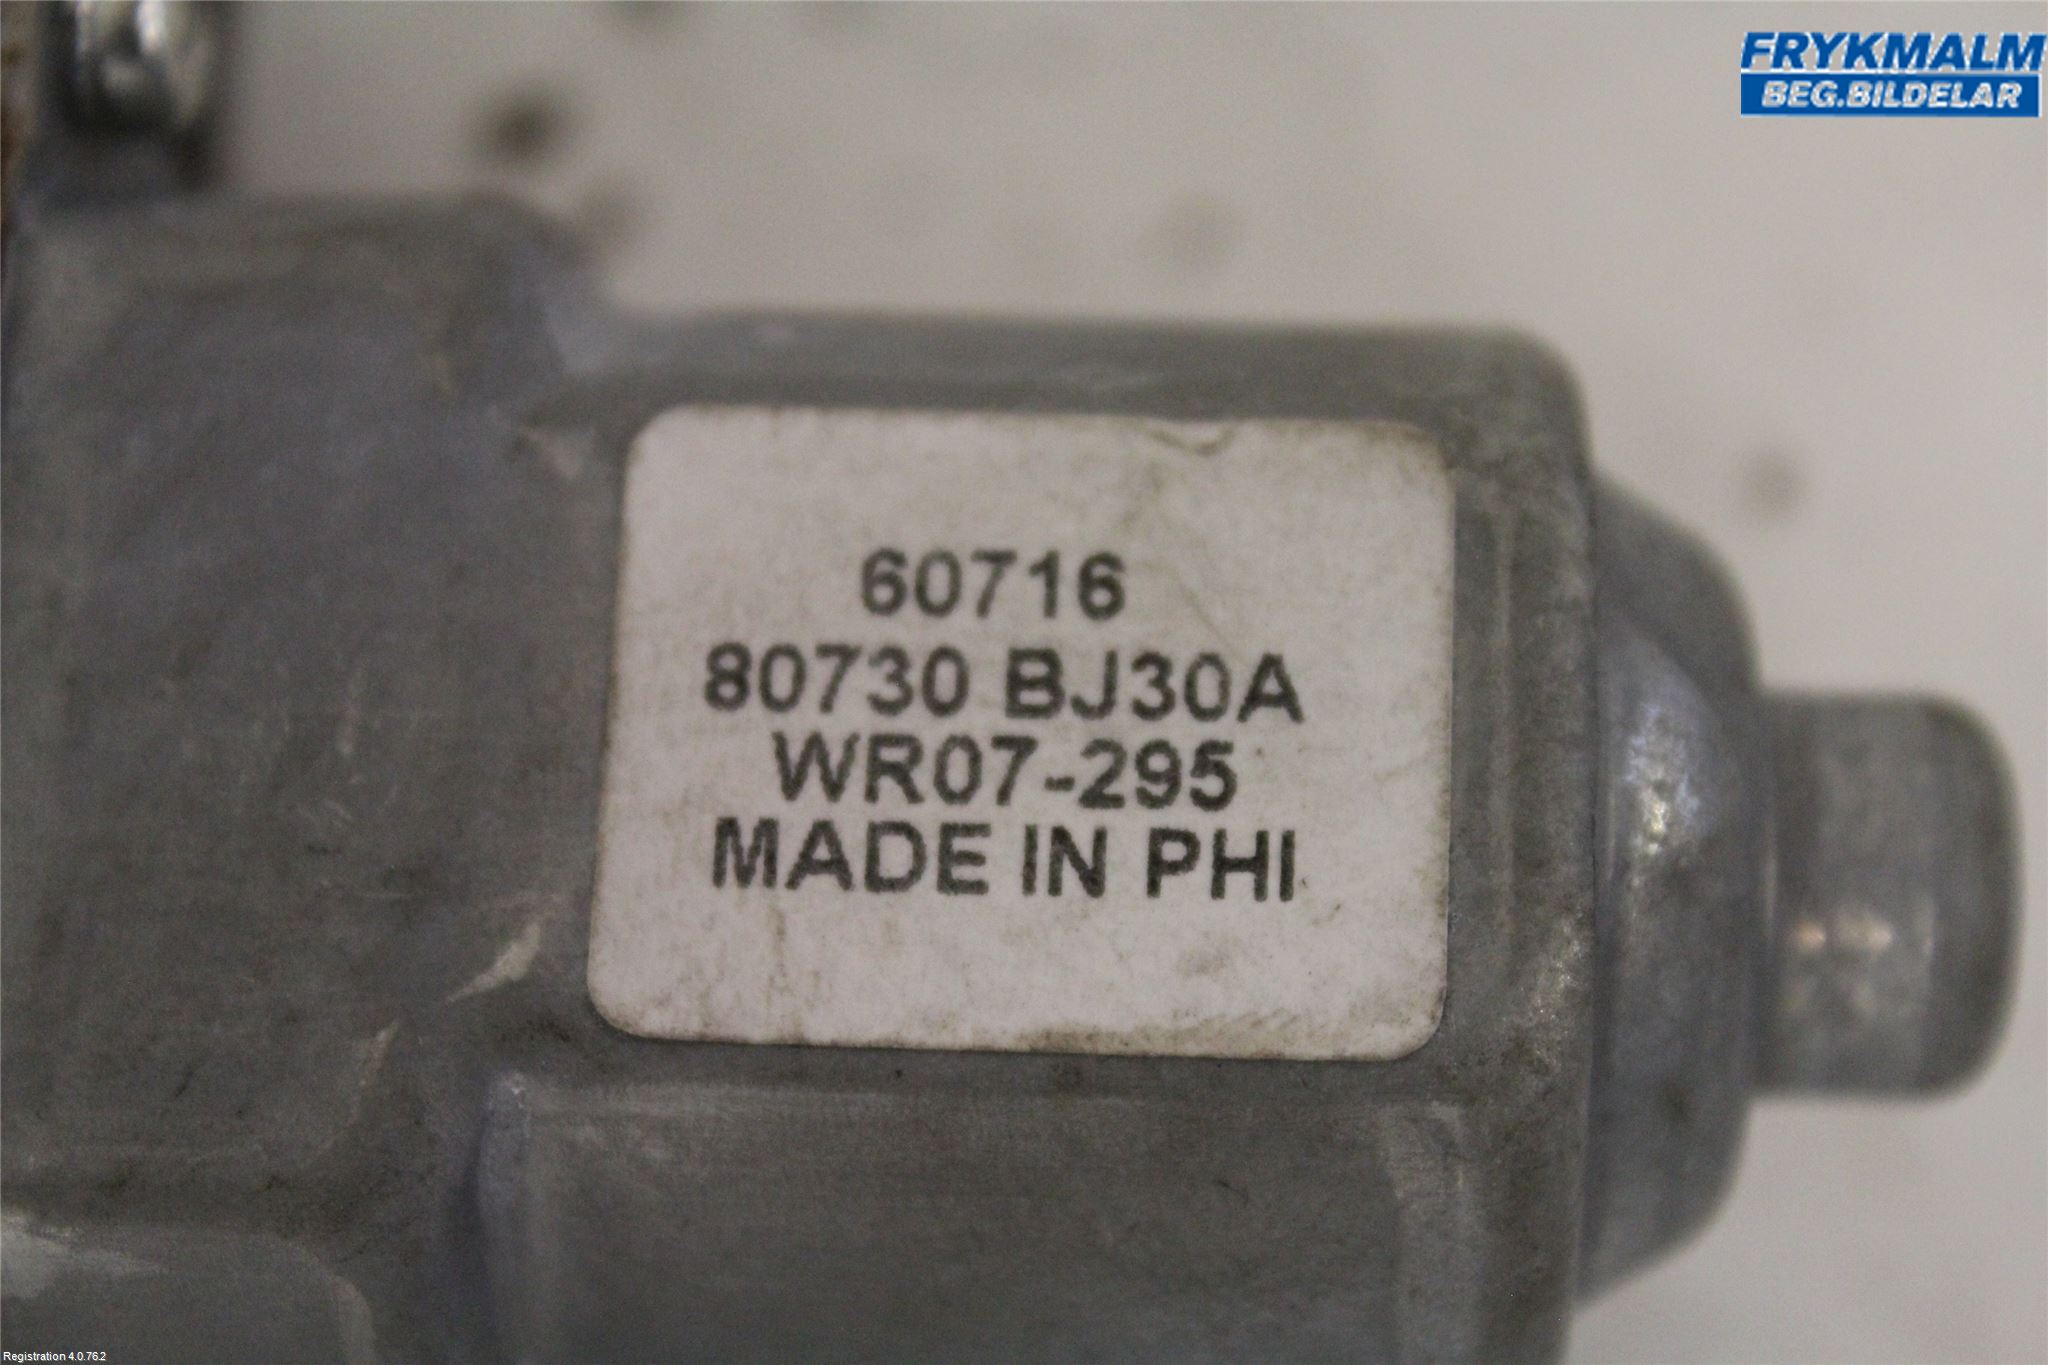 FRYKMALM
BEG.BILDELAR
60716
80730 BJ30A
WR07-295
MADE IN PHI
Registration 4.0.76.2